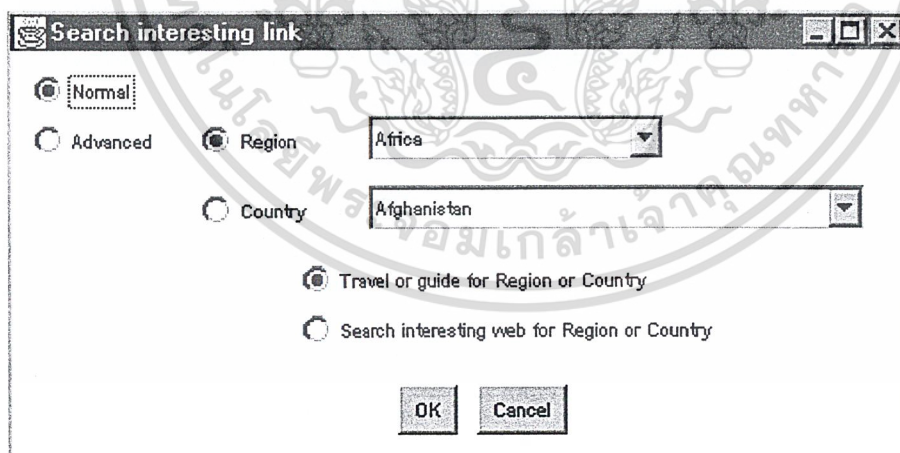 Search interesting link
Normal
Advanced Region Africa
Country Afghanistan
Travel or guide for Region or Country
Search interesting web for Region or Country
OK Cancel